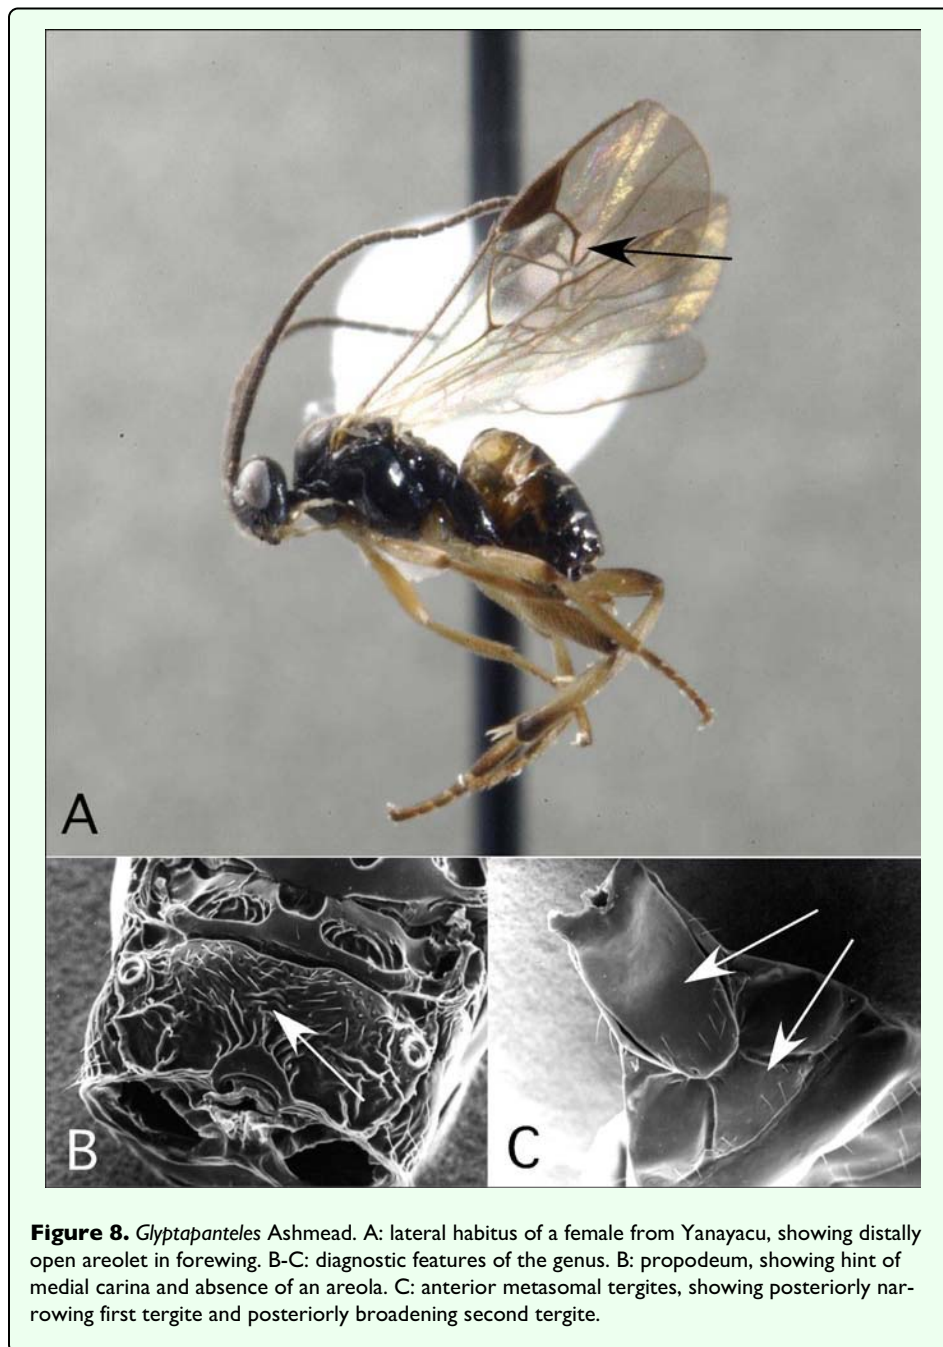 A
B
C
Figure 8. Glyptapanteles Ashmead. A: lateral habitus of a female from Yanayacu, showing distally
open areolet in forewing. B-C: diagnostic features of the genus. B: propodeum, showing hint of
medial carina and absence of an areola. C: anterior metasomal tergites, showing posteriorly nar-
rowing first tergite and posteriorly broadening second tergite.